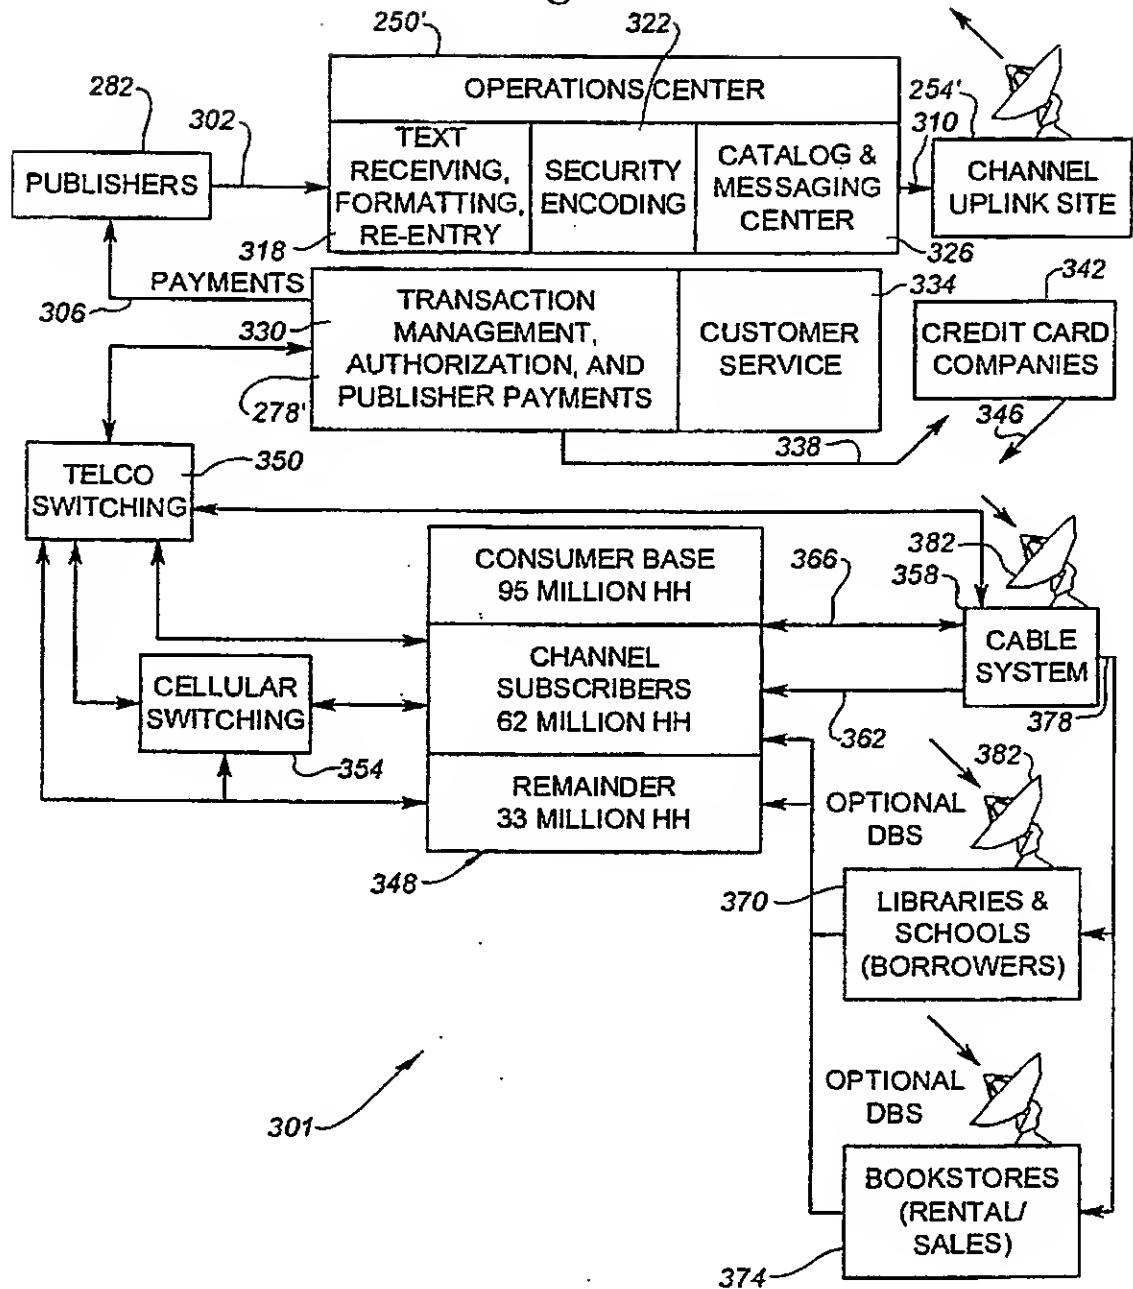 250'
322
OPERATIONS CENTER
282
302
254'
310
PUBLISHERS
TEXT
RECEIVING,
FORMATTING,
RE-ENTRY
318
SECURITY
ENCODING
CATALOG &
MESSAGING
CENTER
326
CHANNEL
UPLINK SITE
PAYMENTS
306
330
TRANSACTION
MANAGEMENT,
AUTHORIZATION, AND
PUBLISHER PAYMENTS
278'
CUSTOMER
SERVICE
334
342
CREDIT CARD
COMPANIES
338
346
TELCO
SWITCHING
350
CONSUMER BASE
95 MILLION HH
366
382
358
CABLE
SYSTEM
CHANNEL
SUBSCRIBERS
62 MILLION HH
CELLULAR
SWITCHING
354
362
378
REMAINDER
33 MILLION HH
348
382
OPTIONAL
DBS
370
LIBRARIES &
SCHOOLS
(BORROWERS)
301
OPTIONAL
DBS
BOOKSTORES
(RENTAL/
SALES)
374